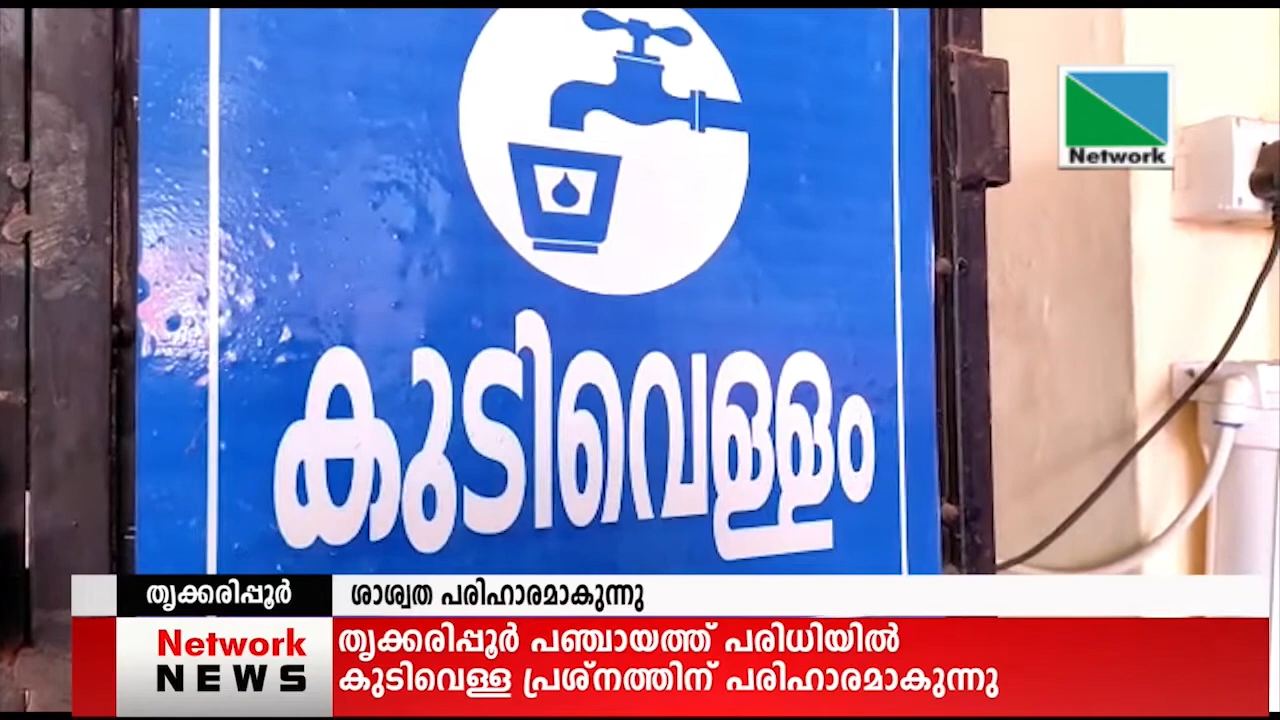 Network
കുടിവെള്ളം
തൃക്കരിപ്പൂർ
ശാശ്വത പരിഹാരമാകുന്നു
Network
NEWS
തൃക്കരിപ്പൂർ പഞ്ചായത്ത് പരിധിയിൽ
കുടിവെള്ള പ്രശ്നത്തിന് പരിഹാരമാകുന്നു